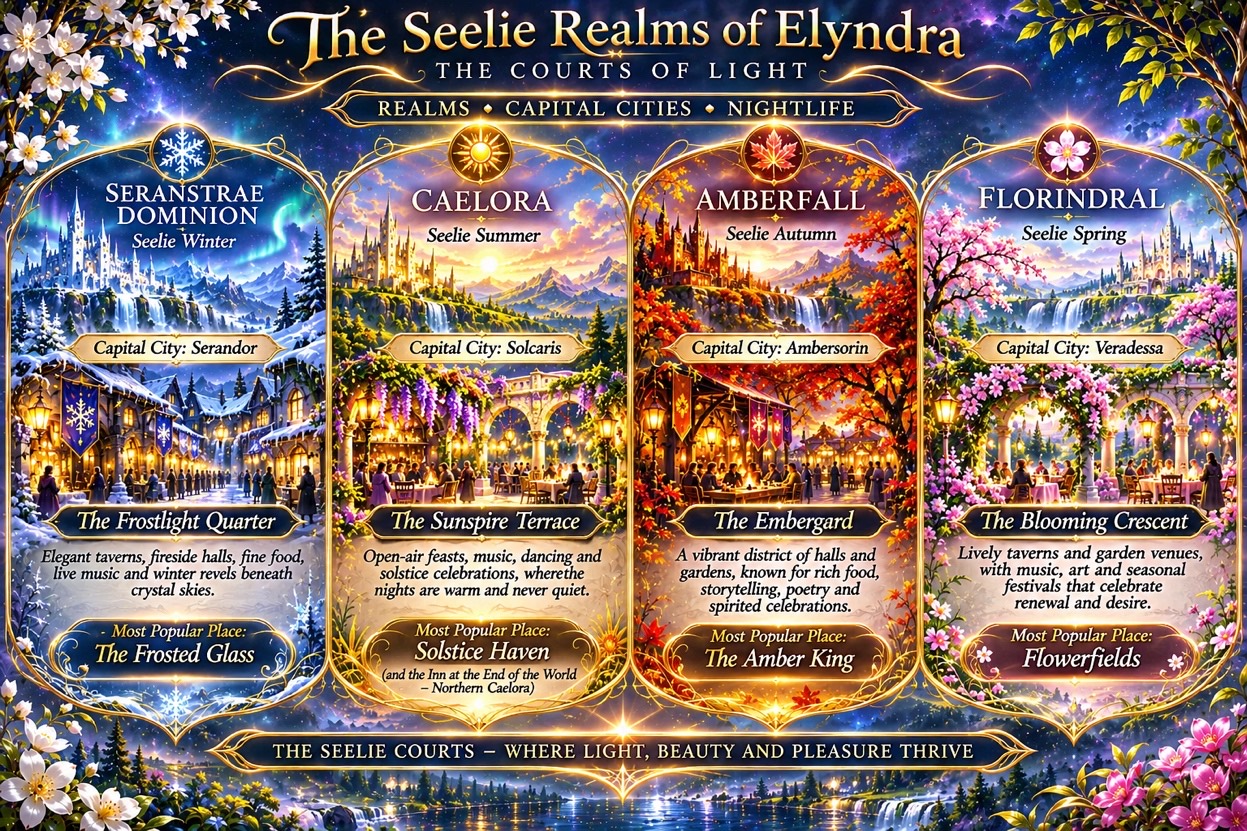 The Seelie Realms of Elyndra
THE COURTS OF LIGHT
REALMS • CAPITAL CITIES • NIGHTLIFE
SERANSTRAE
DOMINION
Seelie Winter
Capital City: Serandor
The Frostlight Quarter
Elegant taverns, fireside halls, fine food,
live music and winter revels beneath
crystal skies.
- Most Popular Place:
The Frosted Glass
CAELORA
Seelie Summer
Capital City: Solcaris
The Sunspire Terrace
Open-air feasts, music, dancing and
solstice celebrations, wherethe
nights are warm and never quiet.
Most Popular Place:
Solstice Haven
(and the Inn at the End of the World
– Northern Caelora)
AMBERFALL
Seelie Autumn
Capital City: Ambersorin
The Embergard
A vibrant district of halls and
gardens, known for rich food,
storytelling, poetry and
spirited celebrations.
Most Popular Place:
The Amber King
FLORINDRAL
Seelie Spring
Capital City: Veradessa
The Blooming Crescent
Lively taverns and garden venues,
with music, art and seasonal
festivals that celebrate
renewal and desire.
Most Popular Place:
Flowerfields
THE SEELIE COURTS – WHERE LIGHT, BEAUTY AND PLEASURE THRIVE